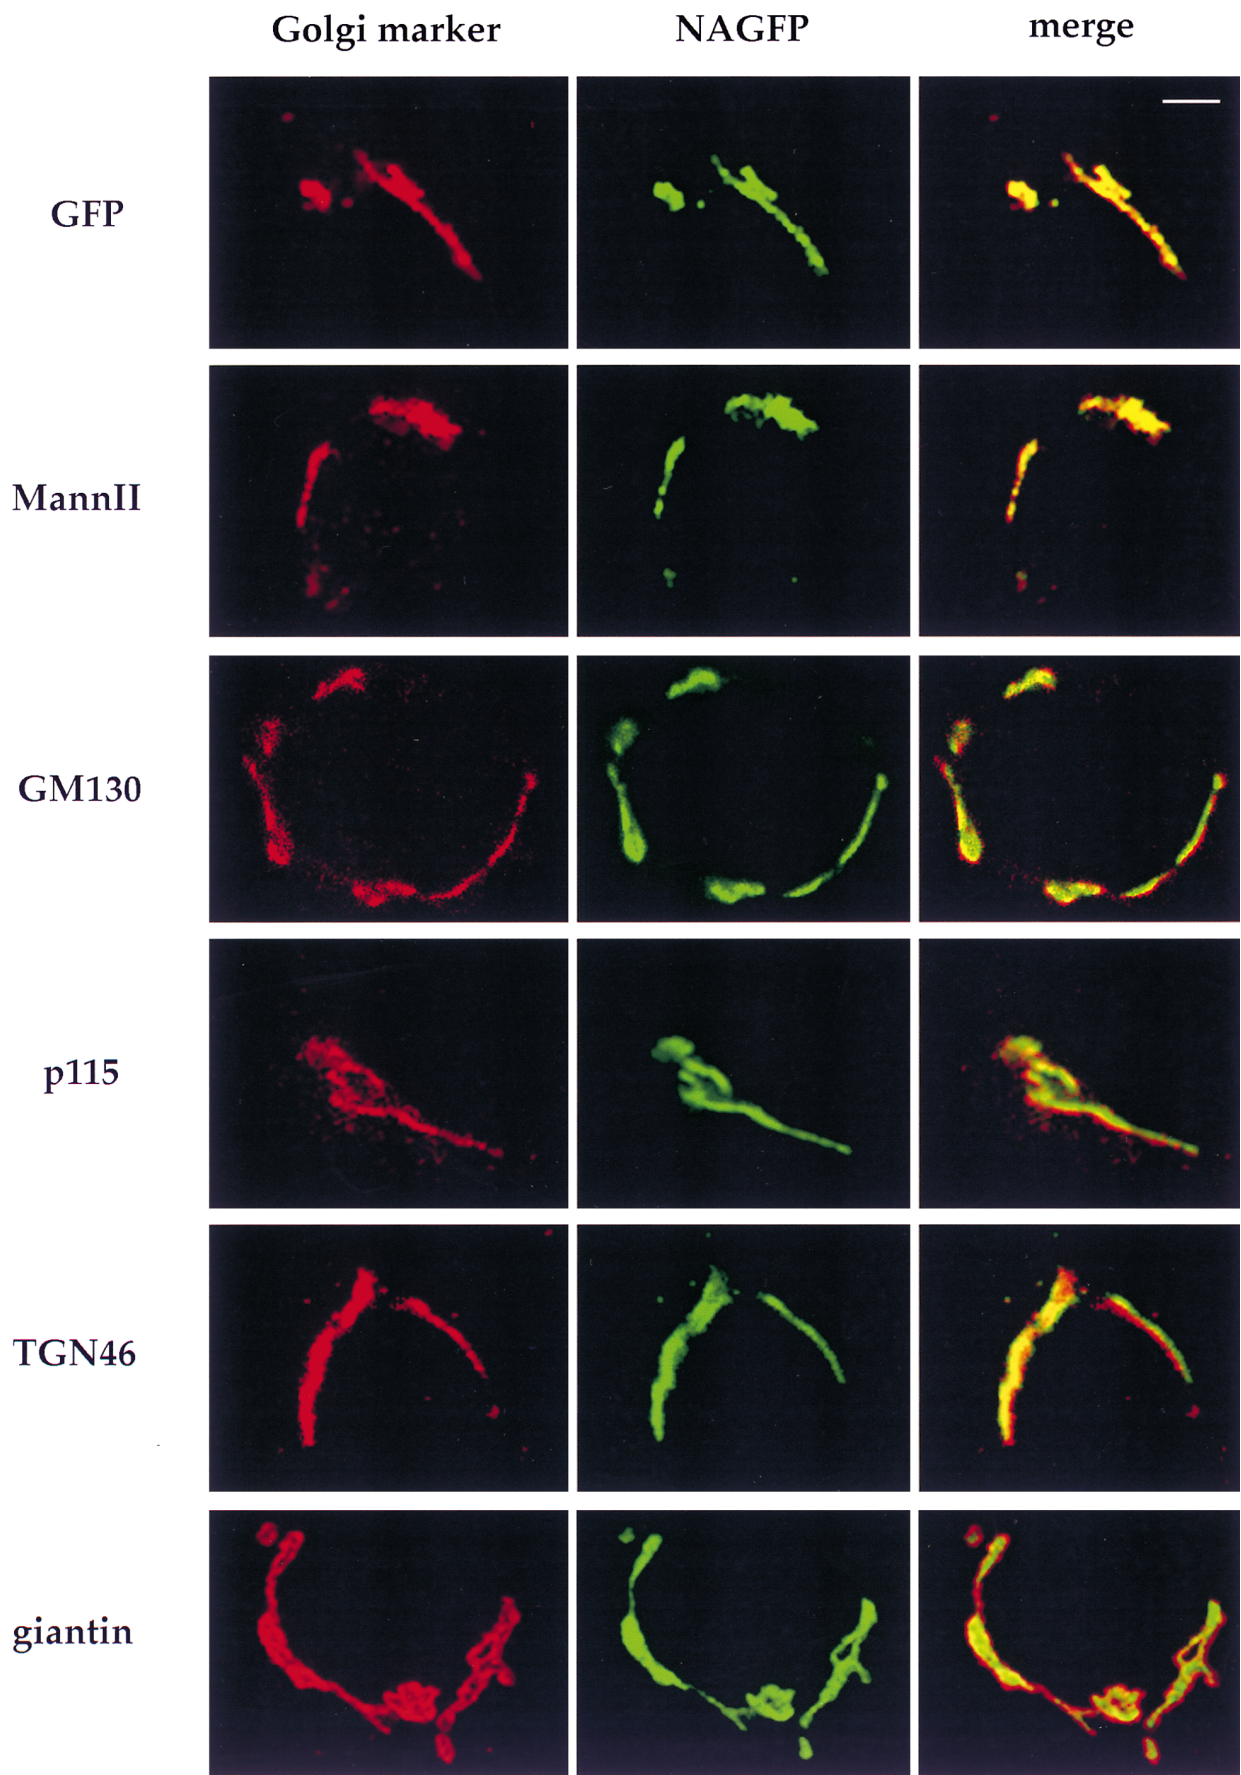 Golgi marker NAGFP merge
GFP
MannII
GM130
p115
TGN46
giantin